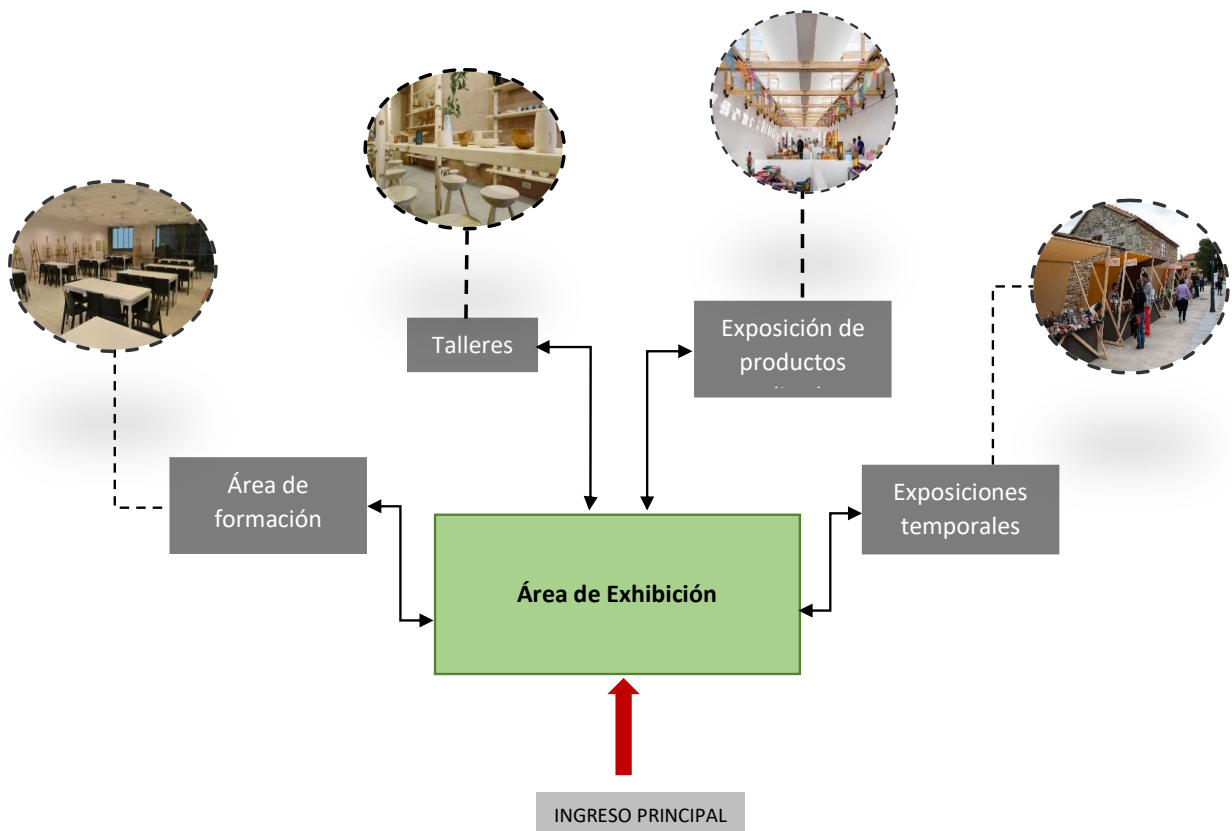 Talleres
Exposición de
productos
Área de
formación
Exposiciones
temporales
Área de Exhibición
INGRESO PRINCIPAL